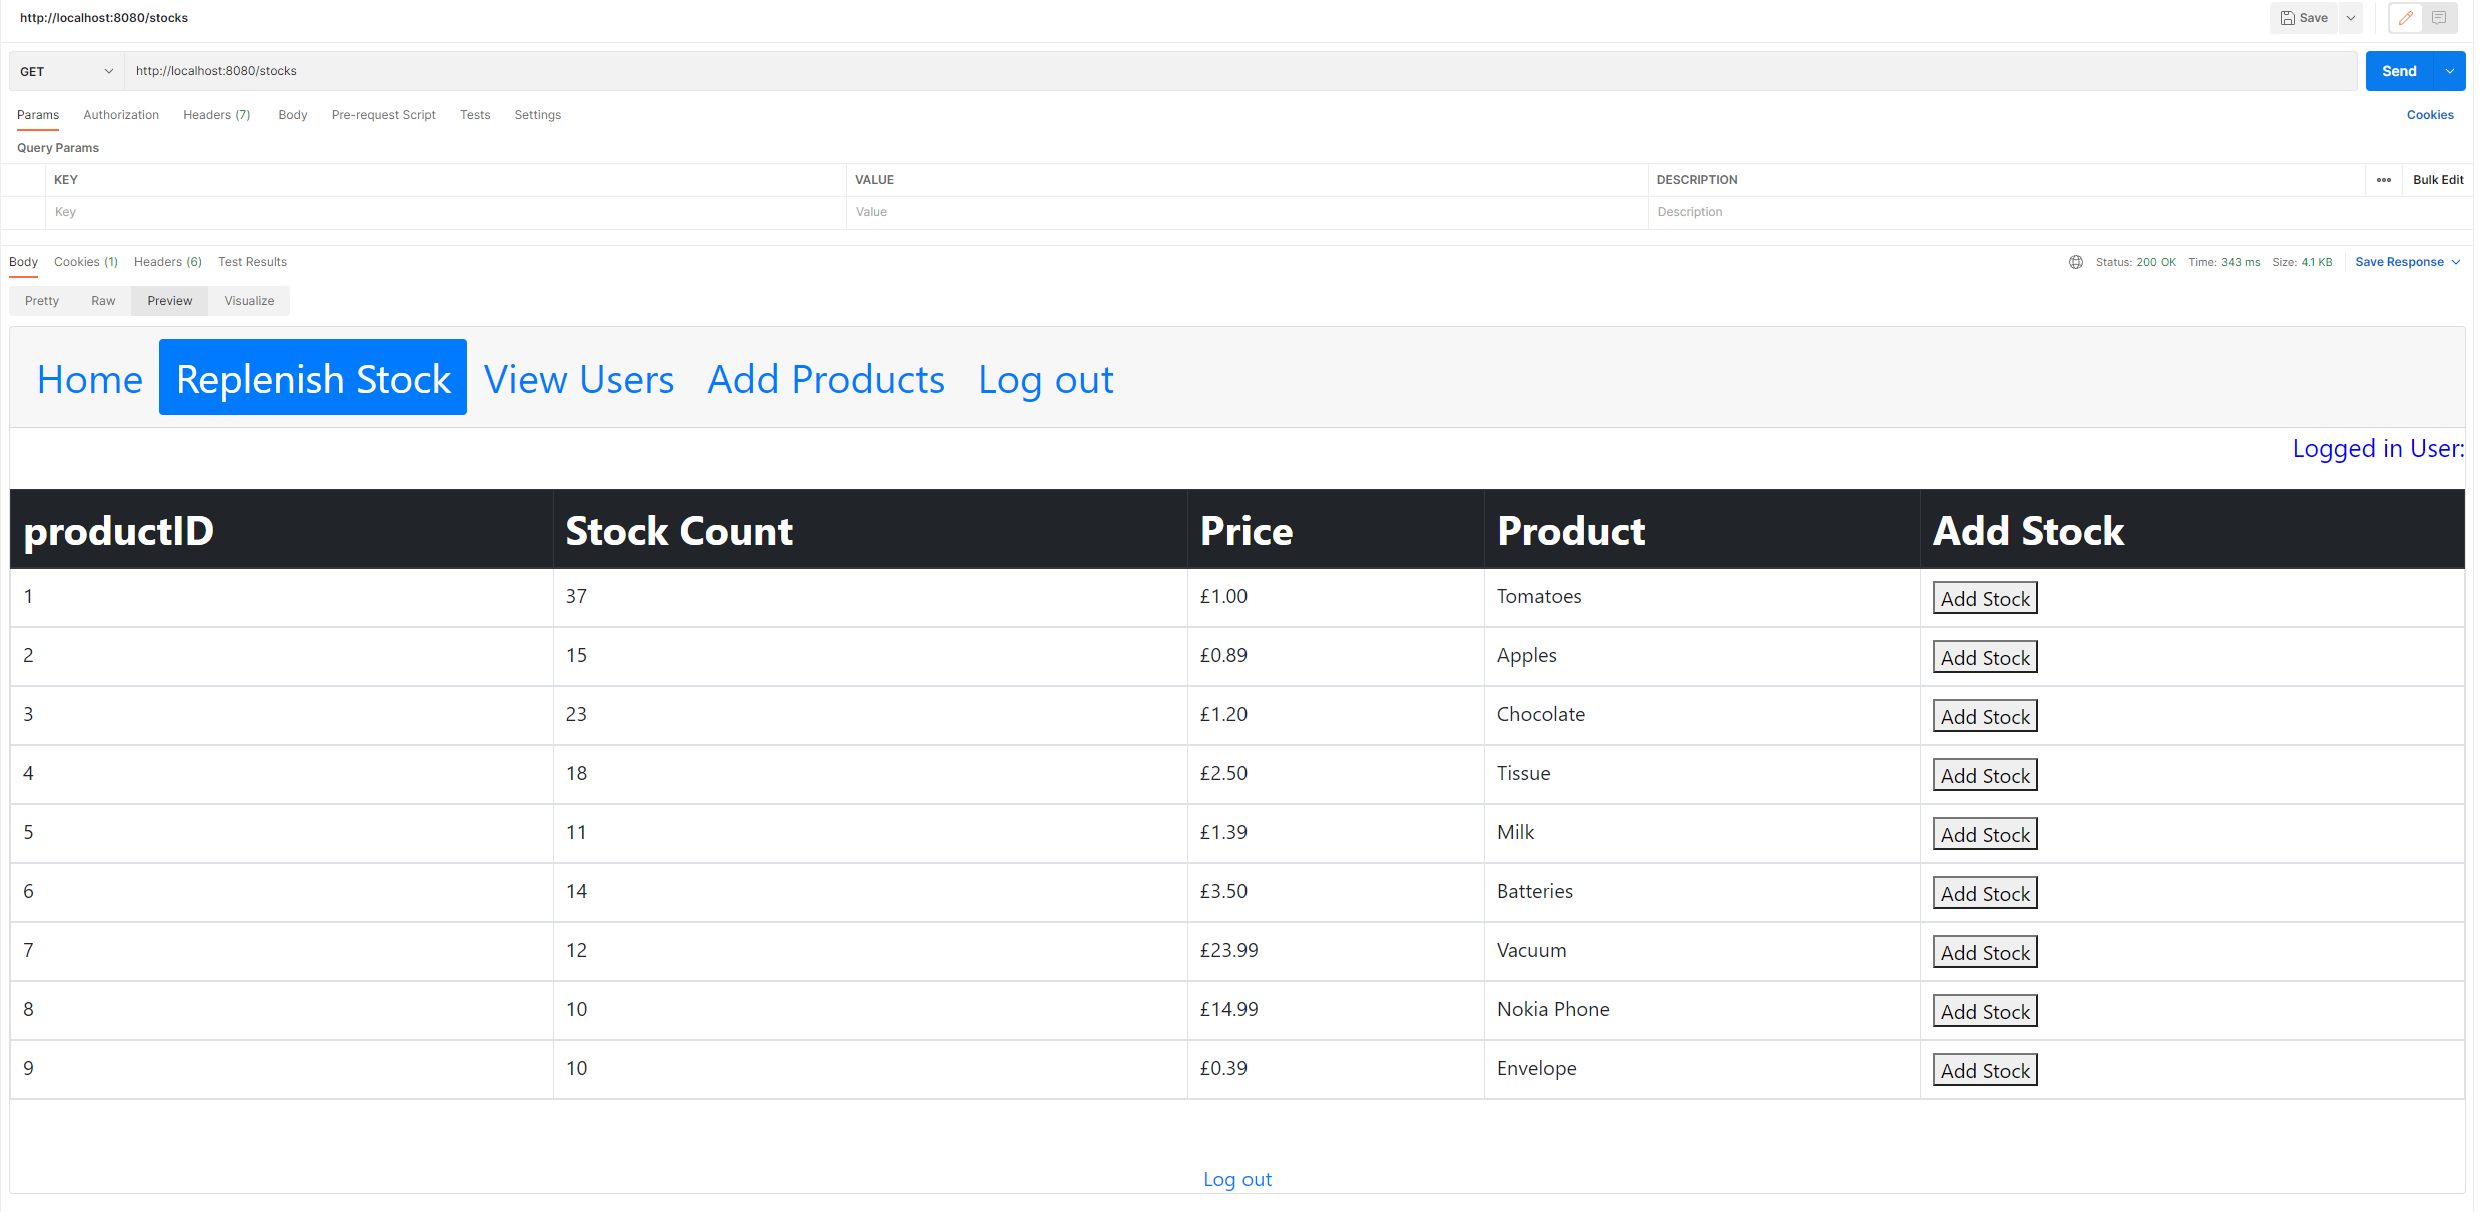 http://localhost:8080/stocks Save
GET http://localhost:8080/stocks Send
Params Authorization Headers (7) Body Pre-request Script Tests Settings Cookies
Query Params
KEY VALUE DESCRIPTION ooo Bulk Edit
Key Value Description
Body Cookies (1) Headers (6) Test Results Status: 200 OK Time: 343 ms Size: 4.1 KB Save Response
Pretty Raw Preview Visualize
Home Replenish Stock View Users Add Products Log out
Logged in User:
productID Stock Count Price Product Add Stock
1 37 £1.00 Tomatoes Add Stock
2 15 £0.89 Apples Add Stock
3 23 £1.20 Chocolate Add Stock
4 18 £2.50 Tissue Add Stock
5 11 £1.39 Milk Add Stock
6 14 £3.50 Batteries Add Stock
7 12 £23.99 Vacuum Add Stock
8 10 £14.99 Nokia Phone Add Stock
9 10 £0.39 Envelope Add Stock
Log out